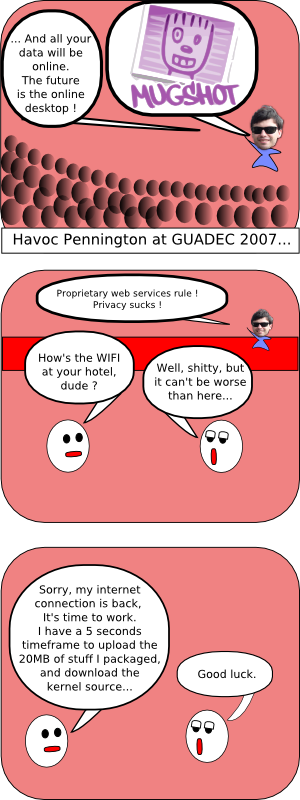 ... And all your
data will be
online.
The future
is the online
desktop !
MUGSHOT
Havoc Pennington at GUADEC 2007...
Proprietary web services rule !
Privacy sucks !
How's the WIFI
at your hotel,
dude ?
Well, shitty, but
it can't be worse
than here...
Sorry, my internet
connection is back,
It's time to work.
I have a 5 seconds
timeframe to upload the
20MB of stuff I packaged,
and download the
kernel source...
Good luck.